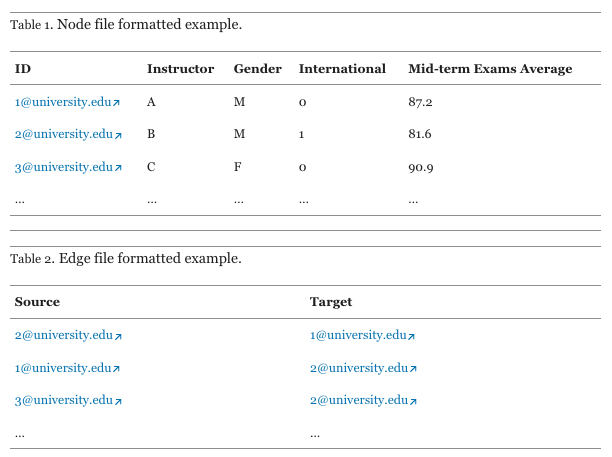 Table 1. Node file formatted example.
ID Instructor Gender International Mid-term Exams Average
1@university.edu A M 0 87.2
2@university.edu B M 1 81.6
3@university.edu C F 0 90.9
... ... ... ... ...
Table 2. Edge file formatted example.
Source Target
2@university.edu 1@university.edu
1@university.edu 2@university.edu
3@university.edu 2@university.edu
... ...